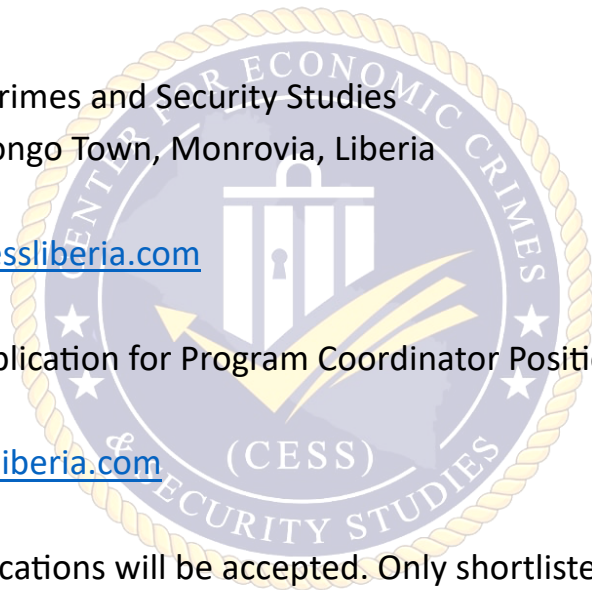 rimes and Security Studies
ongo Town, Monrovia, Liberia
essliberia.com
plication for Program Coordinator Positi
liberia.com
cations will be accepted. Only shortliste
CENTER FOR ECONOMIC CRIMES
& SECURITY STUDIES
(CESS)